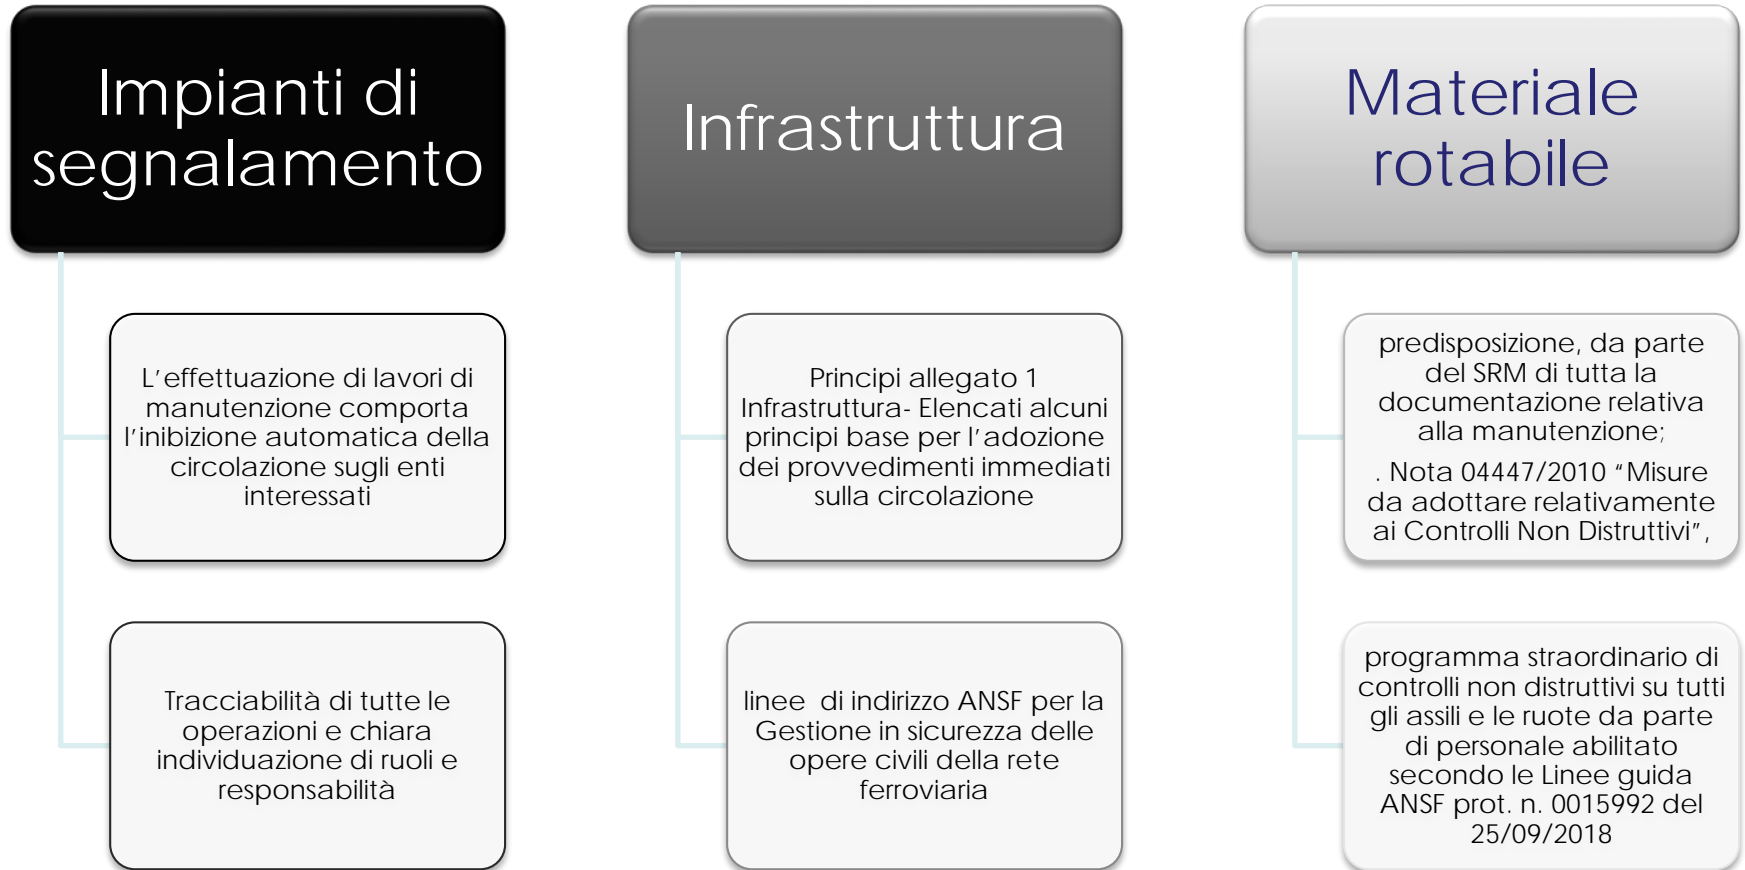 Impianti di
segnalamento
L'effettuazione di lavori di
manutenzione comporta
l'inibizione automatica della
circolazione sugli enti
interessati
Tracciabilità di tutte le
operazioni e chiara
individuazione di ruoli e
responsabilità
Infrastruttura
Principi allegato 1
Infrastruttura- Elencati alcuni
principi base per l'adozione
dei provvedimenti immediati
sulla circolazione
linee di indirizzo ANSF per la
Gestione in sicurezza delle
opere civili della rete
ferroviaria
Materiale
rotabile
predisposizione, da parte
del SRM di tutta la
documentazione relativa
alla manutenzione;
. Nota 04447/2010 "Misure
da adottare relativamente
ai Controlli Non Distruttivi",
programma straordinario di
controlli non distruttivi su tutti
gli assili e le ruote da parte
di personale abilitato
secondo le Linee guida
ANSF prot. n. 0015992 del
25/09/2018